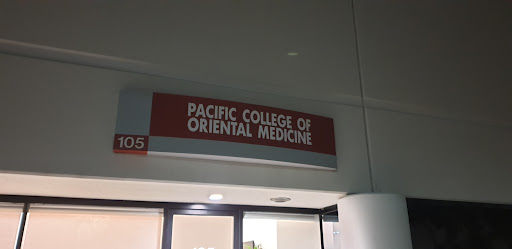 PACIFIC COLLEGE OF
ORIENTAL MEDICINE
105